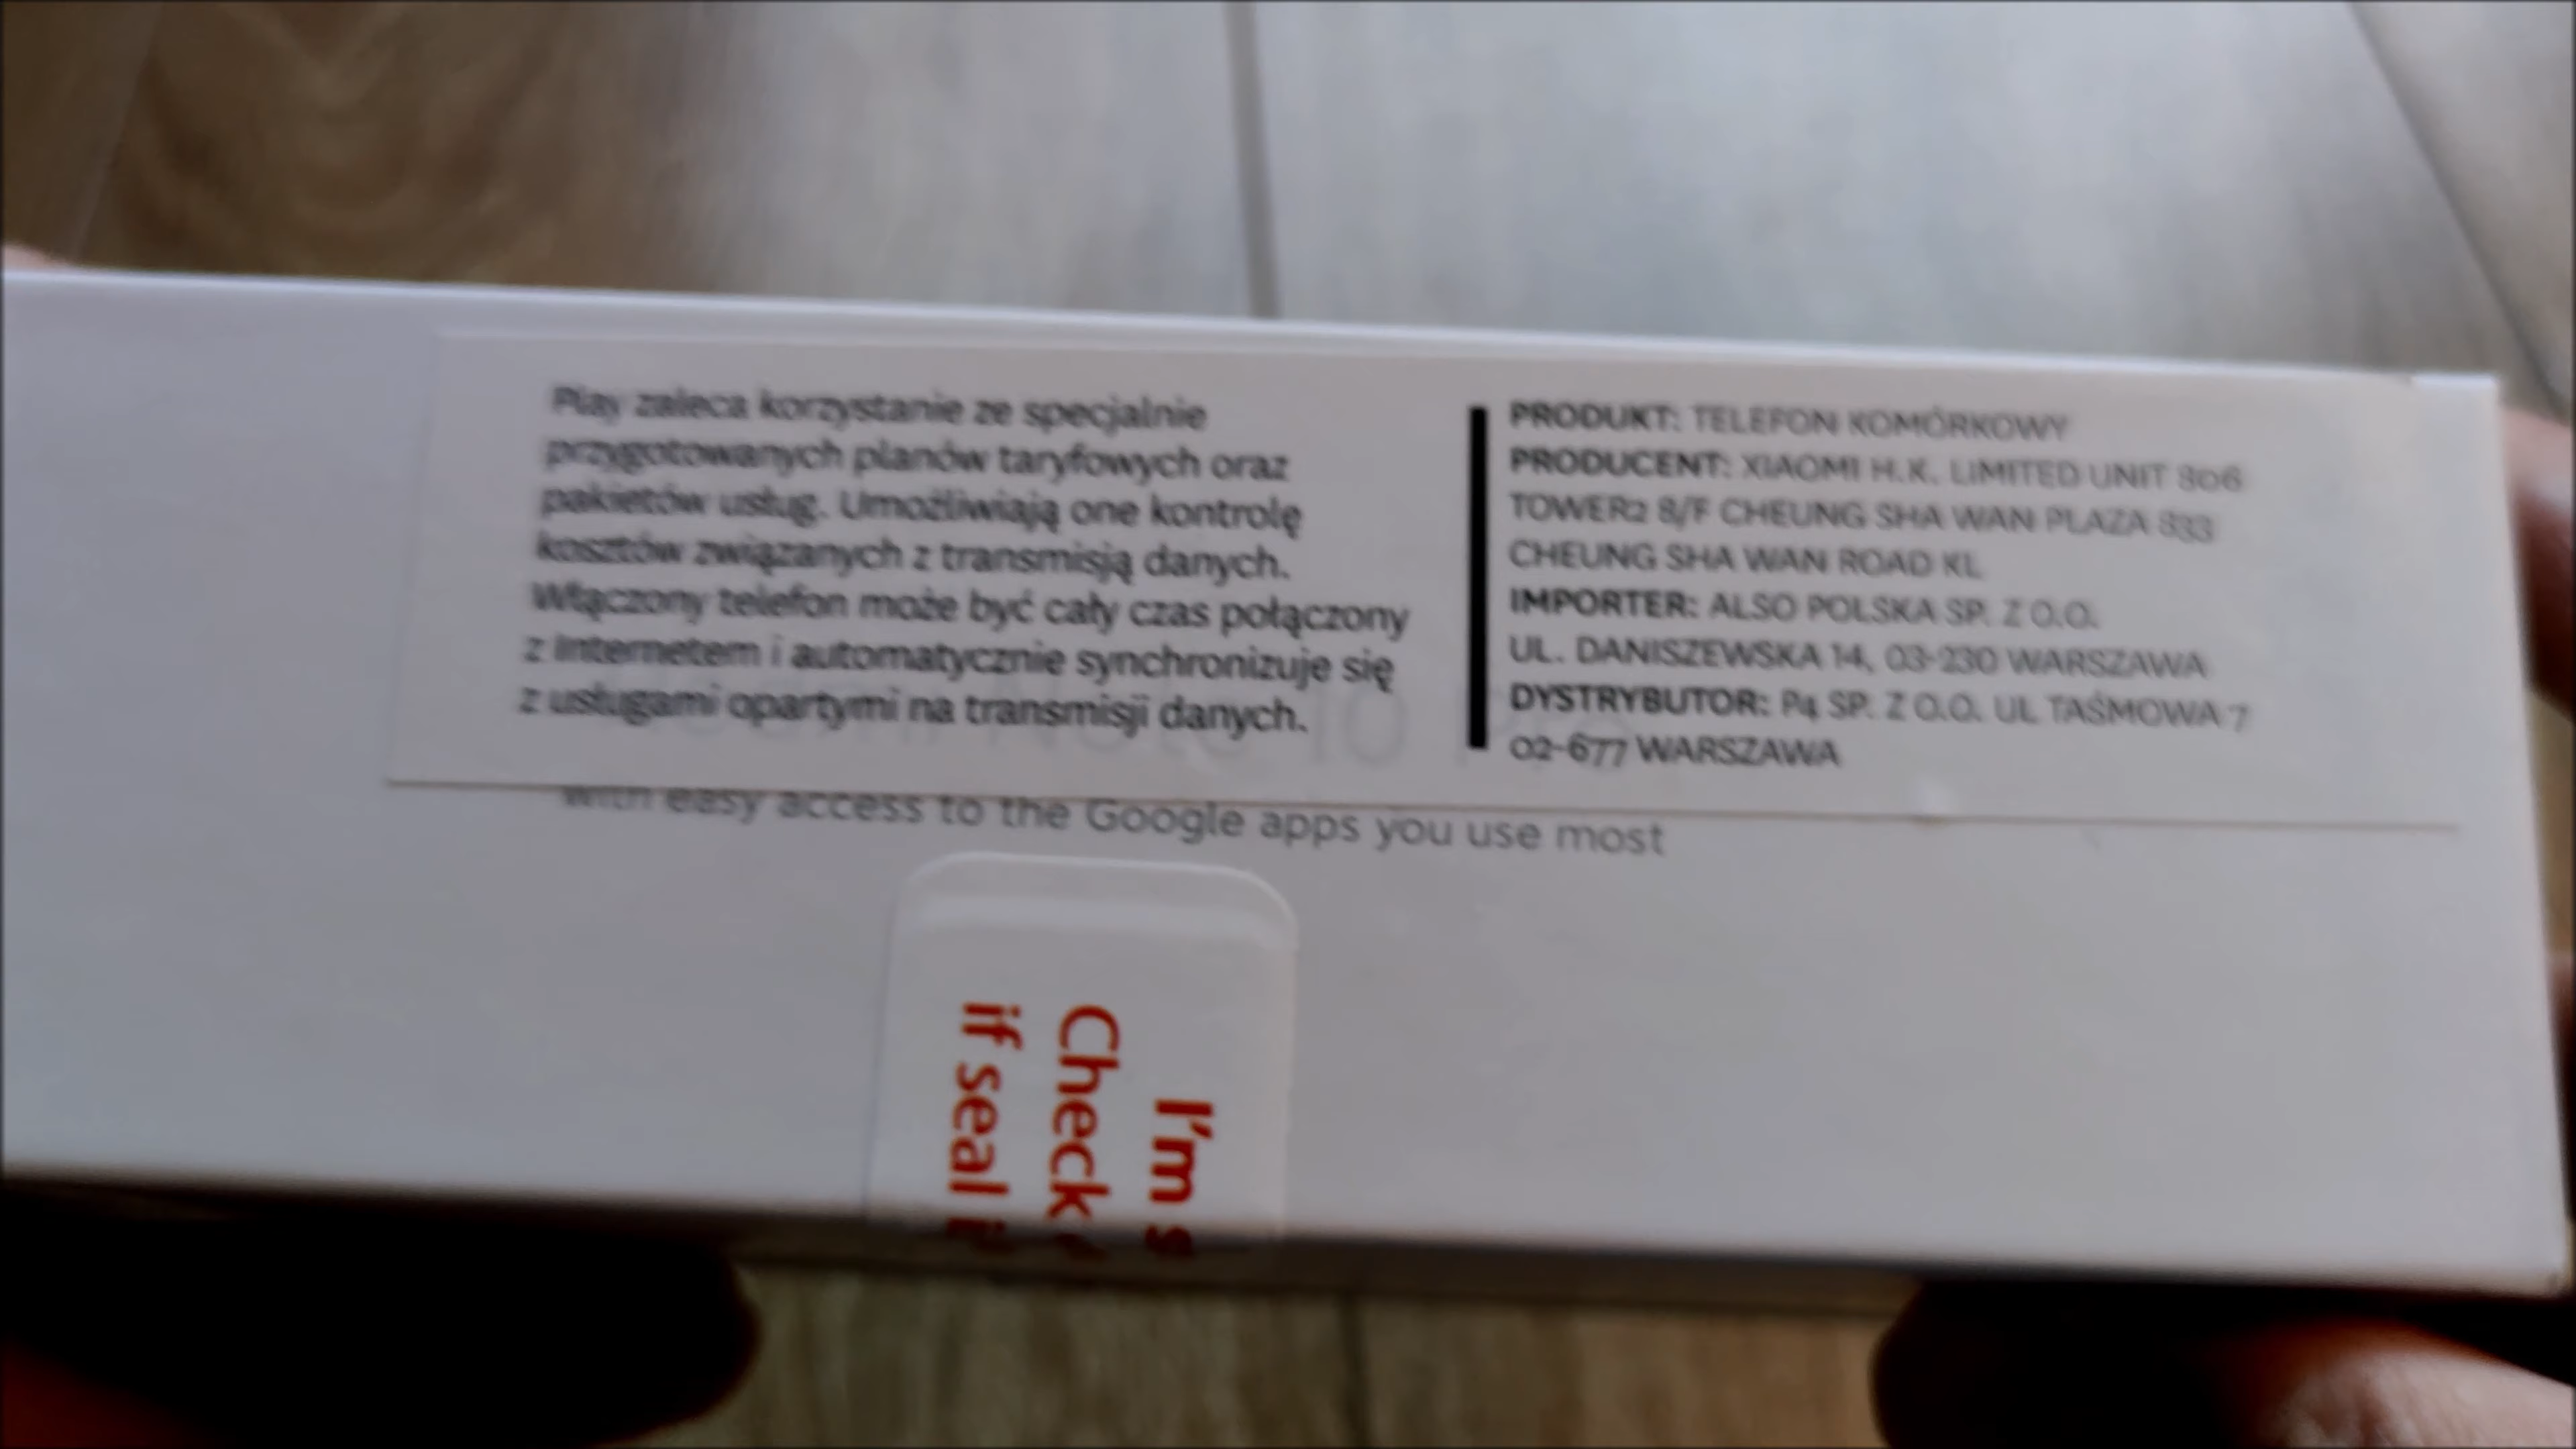 Play zaleca korzystanie ze specjalnie
przygotowanych planów taryfowych oraz
pakietów usług. Umożliwiają one kontrolę
kosztów związanych z transmisją danych.
Włączony telefon może być cały czas połączony
z Internetem i automatycznie synchronizuje się
z usługami opartymi na transmisji danych.
PRODUKT: TELEFON KOMÓRKOWY
PRODUCENT: XIAOMI H.K. LIMITED UNIT 806
TOWER2 8/F CHEUNG SHA WAN PLAZA 833
CHEUNG SHA WAN ROAD KL
IMPORTER: ALSO POLSKA SP. Z O.O.
UL. DANISZEWSKA 14, 03-230 WARSZAWA
DYSTRYBUTOR: P4 SP. Z O.O. UL TAŚMOWA 7
02-677 WARSZAWA
Note 10
with easy access to the Google apps you use most
I'm s
Check
if seal